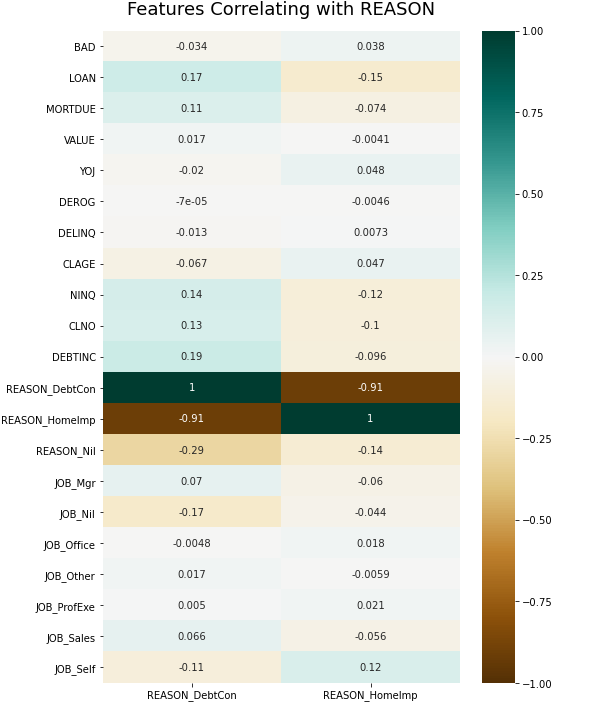 Features Correlating with REASON
BAD -0.034 0.038
LOAN 0.17 -0.15
MORTDUE 0.11 -0.074
VALUE 0.017 -0.0041
YOJ -0.02 0.048
DEROG -7e-05 -0.0046
DELINQ -0.013 0.0073
CLAGE -0.067 0.047
NINQ 0.14 -0.12
CLNO 0.13 -0.1
DEBTINC 0.19 -0.096
REASON_DebtCon 1 -0.91
REASON_HomeImp -0.91 1
REASON_Nil -0.29 -0.14
JOB_Mgr 0.07 -0.06
JOB_Nil -0.17 -0.044
JOB_Office -0.0048 0.018
JOB_Other 0.017 -0.0059
JOB_ProfExe 0.005 0.021
JOB_Sales 0.066 -0.056
JOB_Self -0.11 0.12
REASON_DebtCon REASON_HomeImp
1.00
0.75
0.50
0.25
0.00
−0.25
−0.50
−0.75
−1.00